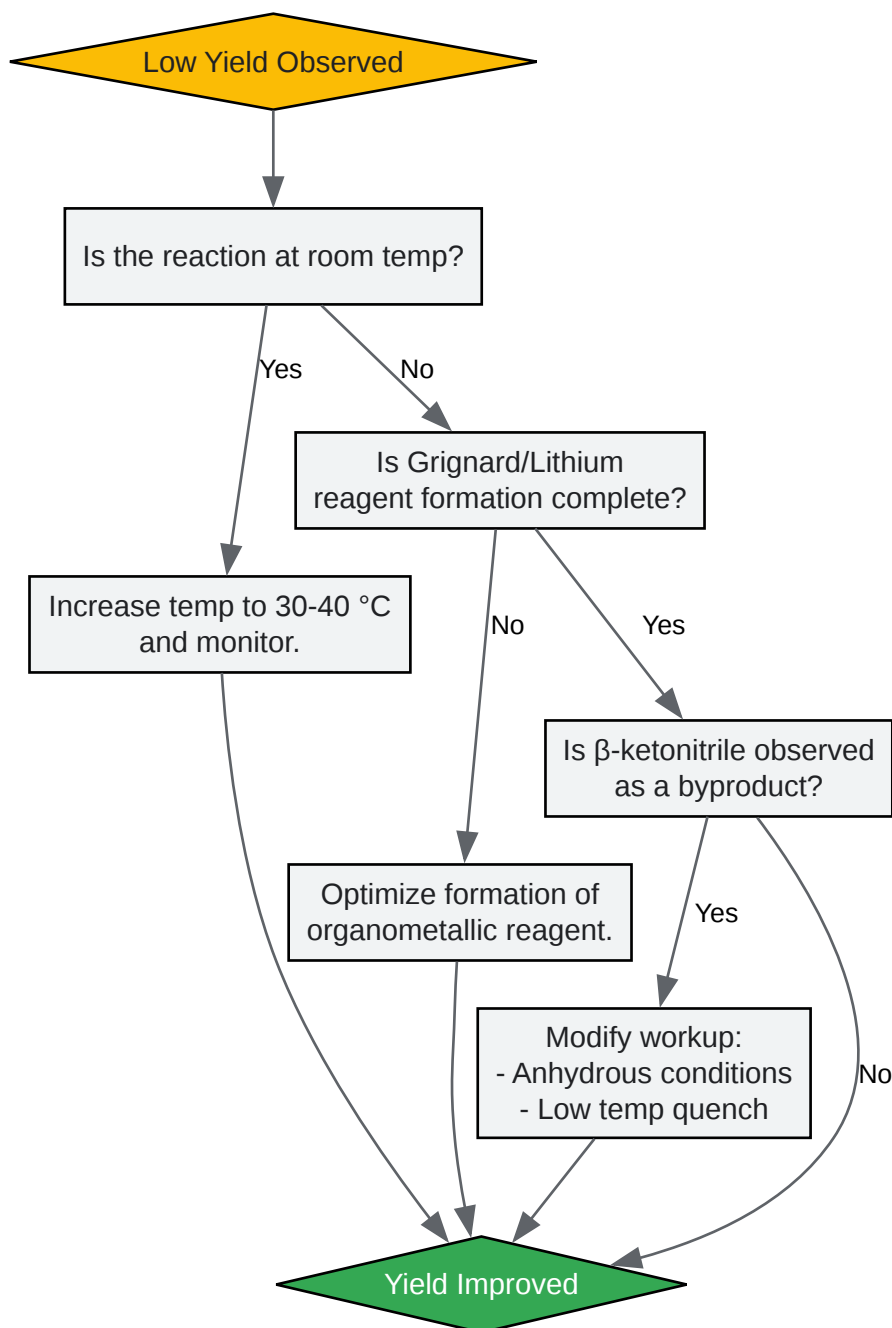 Low Yield Observed
Is the reaction at room temp?
Yes
No
Is Grignard/Lithium
reagent formation complete?
Increase temp to 30-40 °C
and monitor.
No
Yes
Is β-ketonitrile observed
as a byproduct?
Optimize formation of
organometallic reagent.
Yes
Modify workup:
- Anhydrous conditions
- Low temp quench
No
Yield Improved